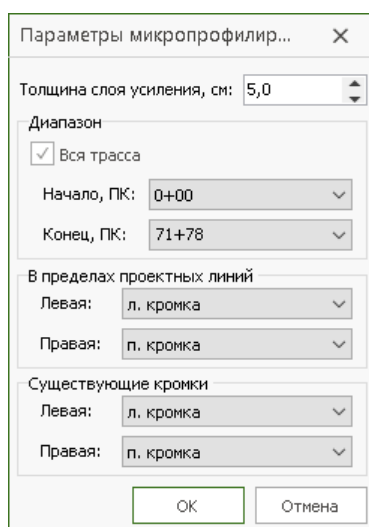 Параметры микропрофилир...
Толщина слоя усиления, см: 5,0
Диапазон
Вся трасса
Начало, ПК: 0+00
Конец, ПК: 71+78
В пределах проектных линий
Левая: л. кромка
Правая: п. кромка
Существующие кромки
Левая: л. кромка
Правая: п. кромка
ОК Отмена